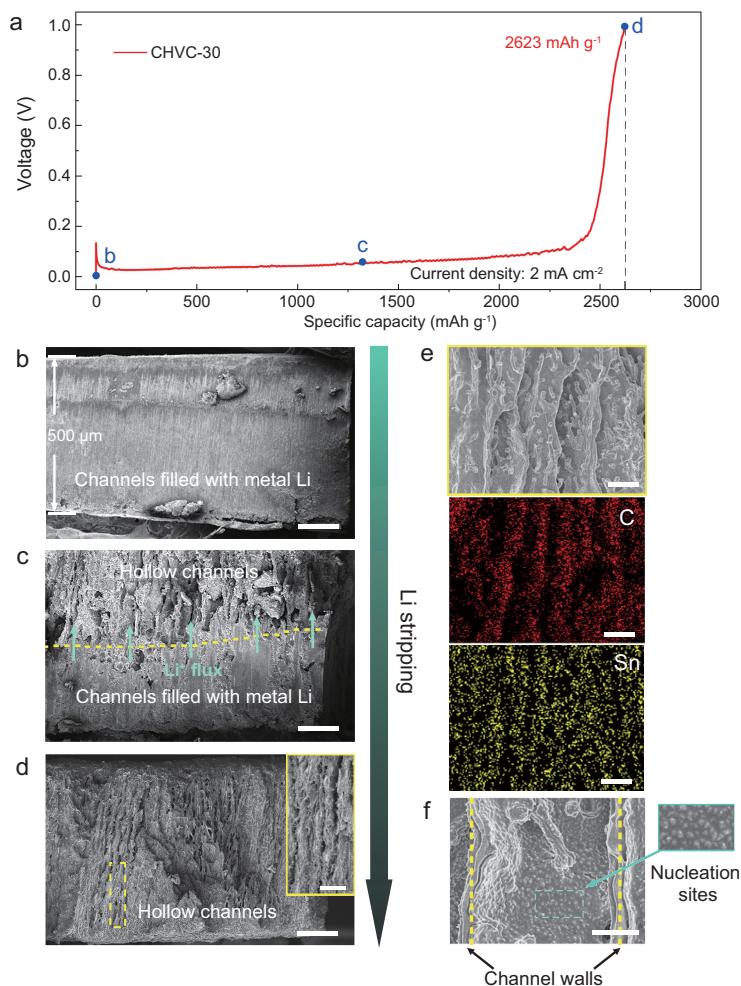 a
1.0
0.8
0.6
0.4
0.2
0.0
Voltage (V)
CHVC-30
2623 mAh g⁻¹
d
b
c
Current density: 2 mA cm⁻²
0
500
1000
1500
2000
2500
3000
Specific capacity (mAh g⁻¹)
b
500 μm
Channels filled with metal Li
c
Hollow channels
Li⁺ flux
Channels filled with metal Li
d
Hollow channels
Li stripping
e
C
Sn
f
Nucleation
sites
Channel walls